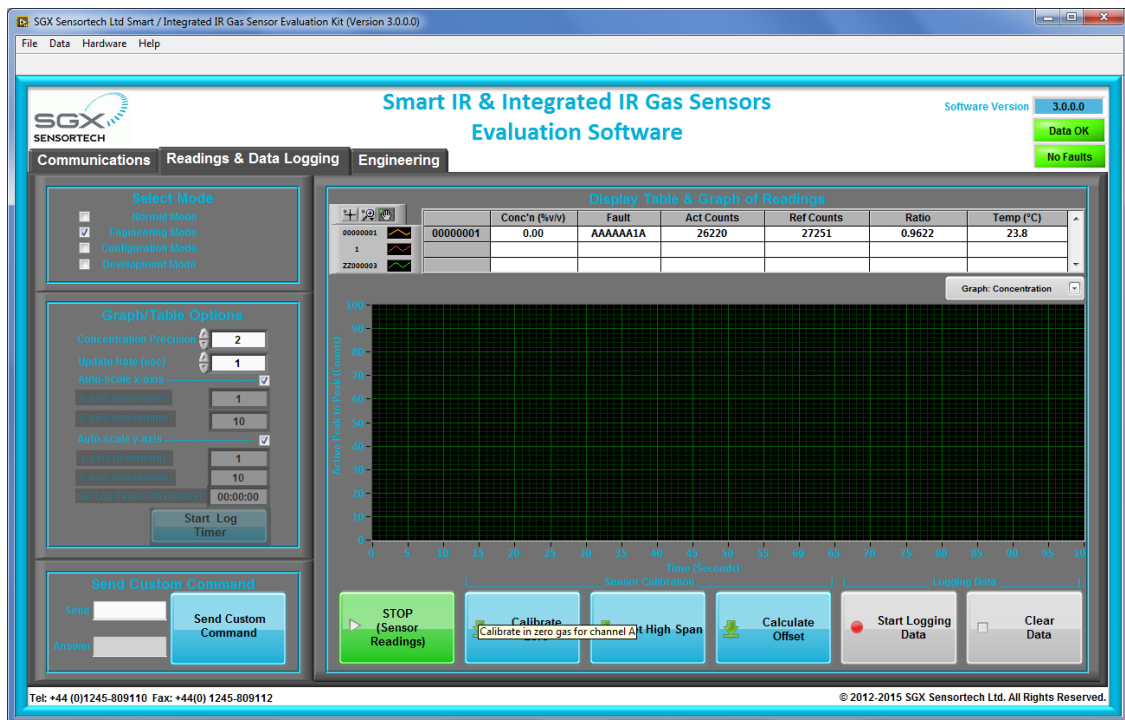 SGX Sensortech Ltd Smart / Integrated IR Gas Sensor Evaluation Kit (Version 3.0.0.0)
File Data Hardware Help
SGX
SENSORTECH
Smart IR & Integrated IR Gas Sensors
Evaluation Software
Software Version 3.0.0.0
Data OK
No Faults
Communications Readings & Data Logging Engineering
Select Mode
Normal Mode
Engineering Mode
Configuration Mode
Development Mode
Graph/Table Options
Concentration Precision 2
Update Rate (sec) 1
Auto-scale x-axis
1
10
Auto-scale y-axis
1
10
00:00:00
Start Log
Timer
Send Custom Command
Send
Answer
Send Custom
Command
Display Table & Graph of Readings
Conc'n (%v/v) Fault Act Counts Ref Counts Ratio Temp (°C)
00000001 00000001 0.00 AAAAAA1A 26220 27251 0.9622 23.8
1
ZZ000003
Graph: Concentration
Active Peak to Peak (Counts)
100
90
80
70
60
50
40
30
20
10
0
0 5 10 15 20 25 30 35 40 45 50 55 60 65 70 75 80 85 90 95 10
Time (Seconds)
Sensor Calibration
Logging Data
STOP
(Sensor
Readings)
Calibrate
Calibrate in zero gas for channel A
et High Span
Calculate
Offset
Start Logging
Data
Clear
Data
Tel: +44 (0)1245-809110 Fax: +44(0) 1245-809112
© 2012-2015 SGX Sensortech Ltd. All Rights Reserved.